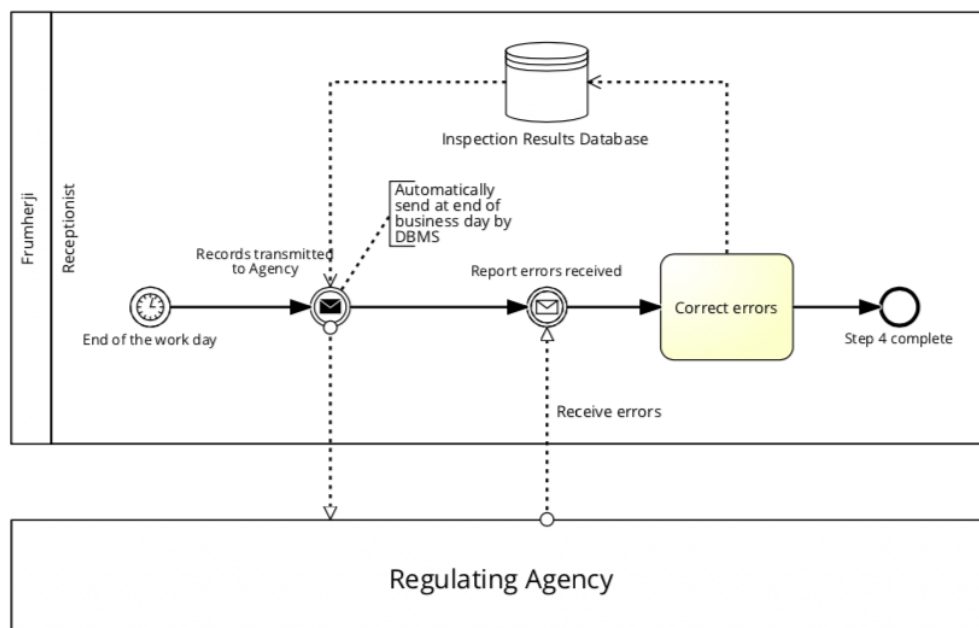 Frumherji
Receptionist
Inspection Results Database
Automatically
send at end of
business day by
DBMS
Records transmitted
to Agency
Report errors received
Correct errors
End of the work day
Step 4 complete
Receive errors
Regulating Agency